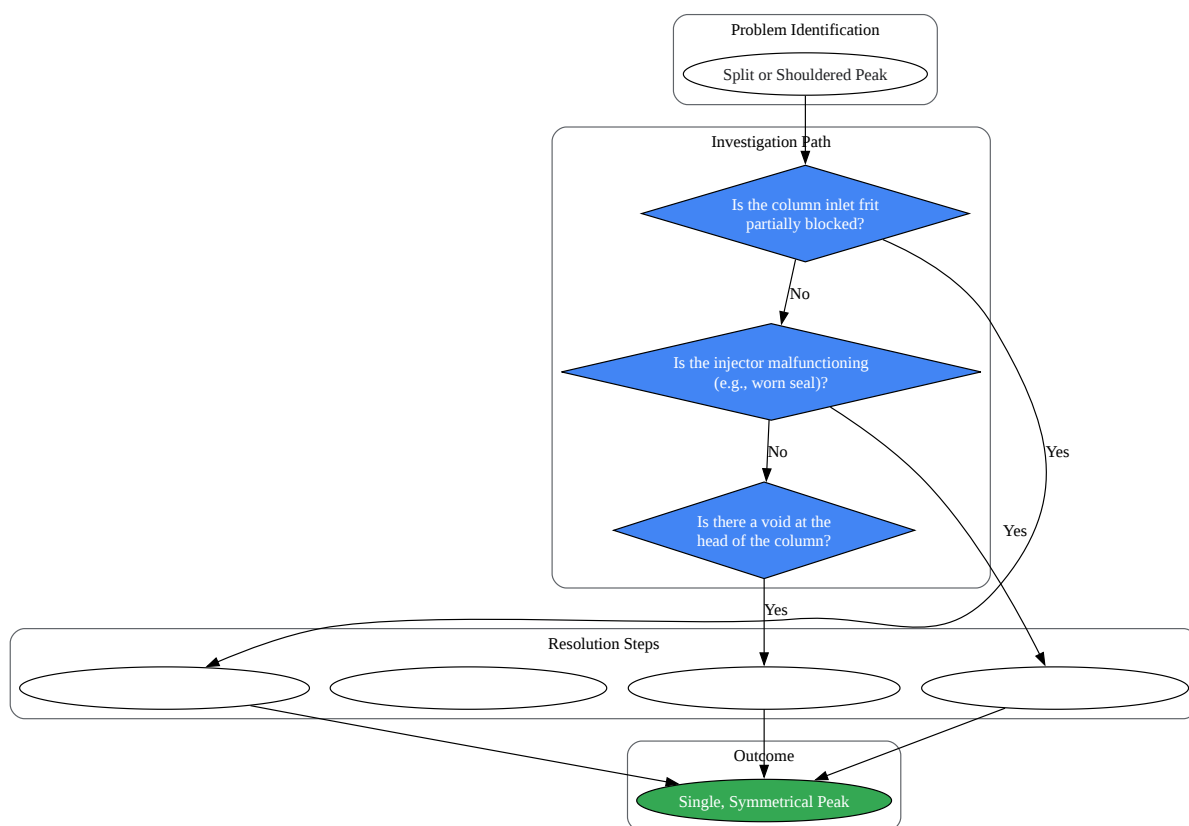 Problem Identification
Split or Shouldered Peak
Investigation Path
Is the column inlet frit
partially blocked?
No
Is the injector malfunctioning
(e.g., worn seal)?
No
Yes
Is there a void at the
head of the column?
Yes
Yes
Resolution Steps
Outcome
Single, Symmetrical Peak